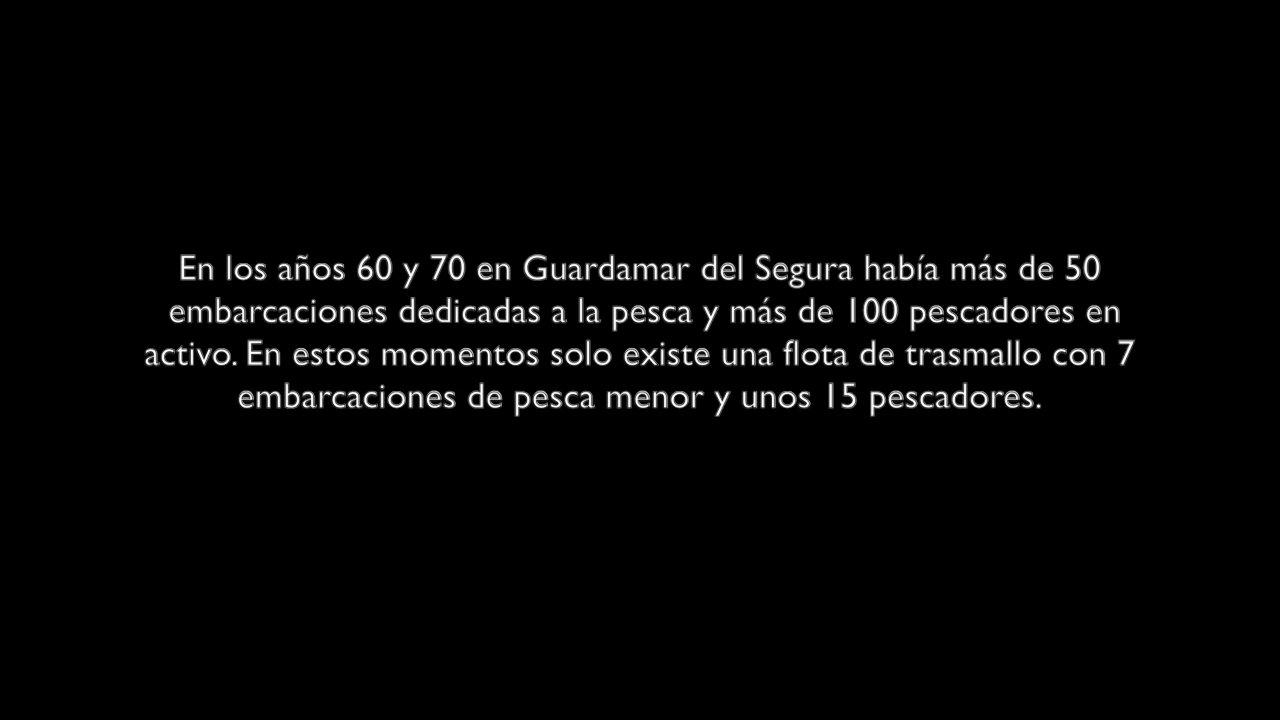 En los años 60 y 70 en Guardamar del Segura había más de 50
embarcaciones dedicadas a la pesca y más de 100 pescadores en
activo. En estos momentos solo existe una flota de trasmallo con 7
embarcaciones de pesca menor y unos 15 pescadores.